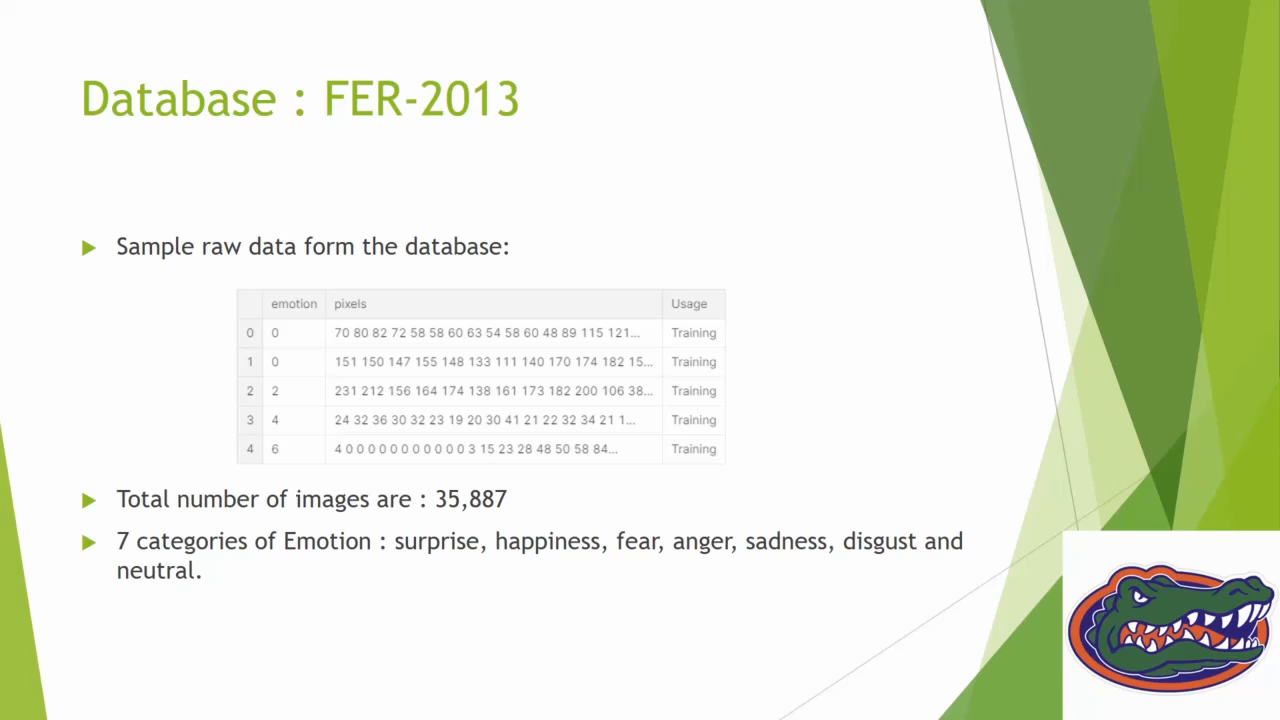 Database : FER-2013
Sample raw data form the database:
emotion pixels Usage
0 0 70 80 82 72 58 58 60 63 54 58 60 48 89 115 121... Training
1 0 151 150 147 155 148 133 111 140 170 174 182 15... Training
2 2 231 212 156 164 174 138 161 173 182 200 106 38... Training
3 4 24 32 36 30 32 23 19 20 30 41 21 22 32 34 21 1... Training
4 6 4 0 0 0 0 0 0 0 0 0 0 0 3 15 23 28 48 50 58 84... Training
Total number of images are : 35,887
7 categories of Emotion : surprise, happiness, fear, anger, sadness, disgust and
neutral.